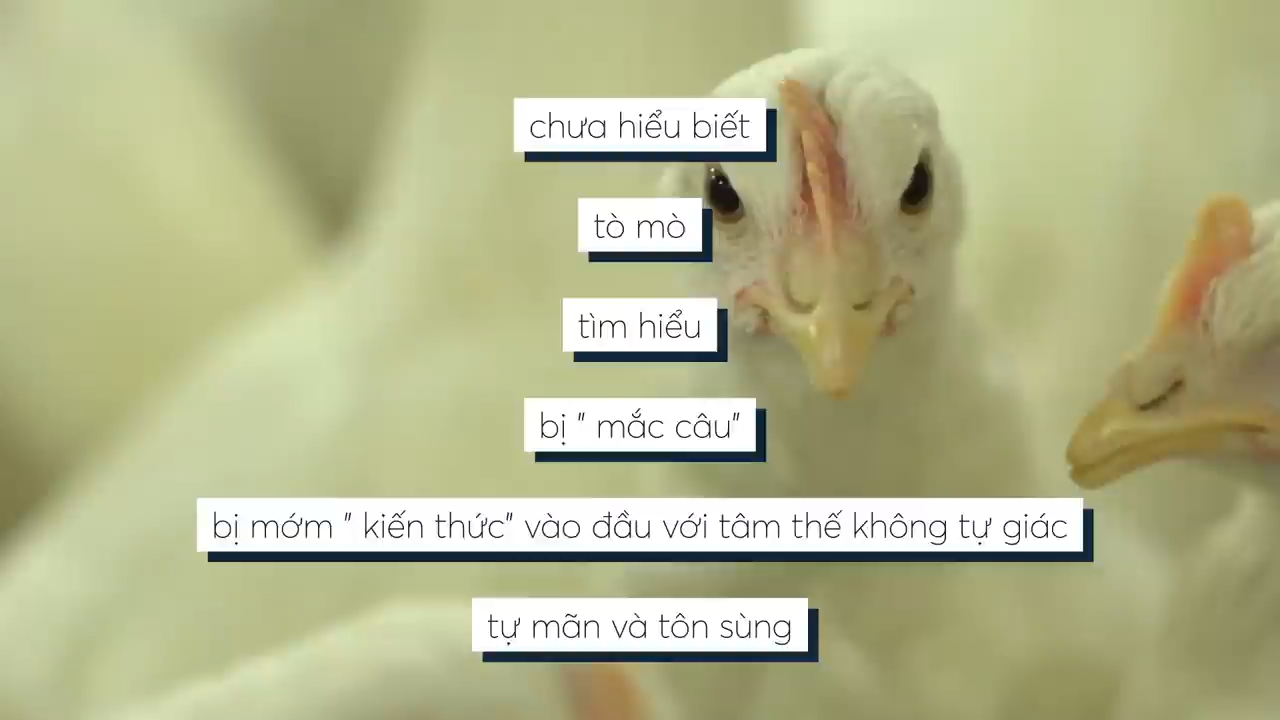 chưa hiểu biết
tò mò
tìm hiểu
bị " mắc câu"
bị mớm " kiến thức" vào đầu với tâm thế không tự giác
tự mãn và tôn sùng